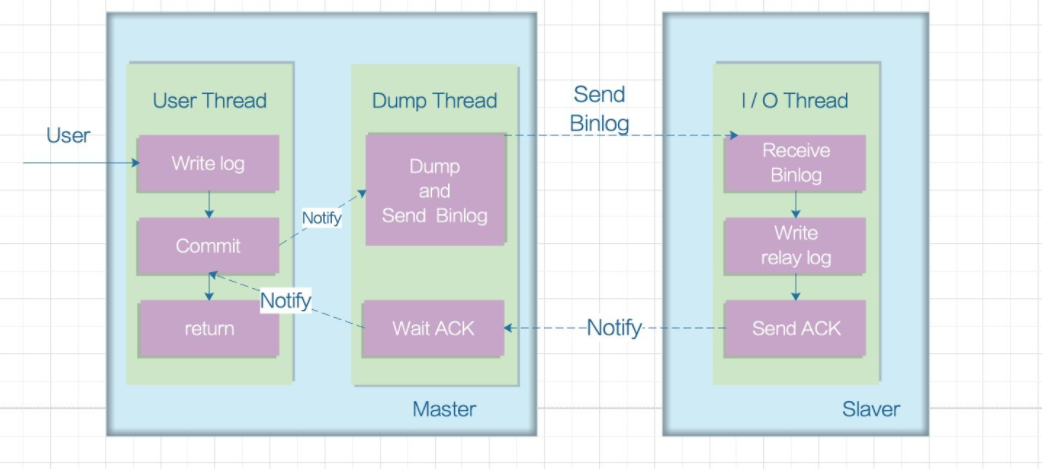 User
User Thread
Write log
Commit
return
Notify
Notify
Dump Thread
Dump
and
Send Binlog
Wait ACK
Master
Send
Binlog
Notify
I / O Thread
Receive
Binlog
Write
relay log
Send ACK
Slaver